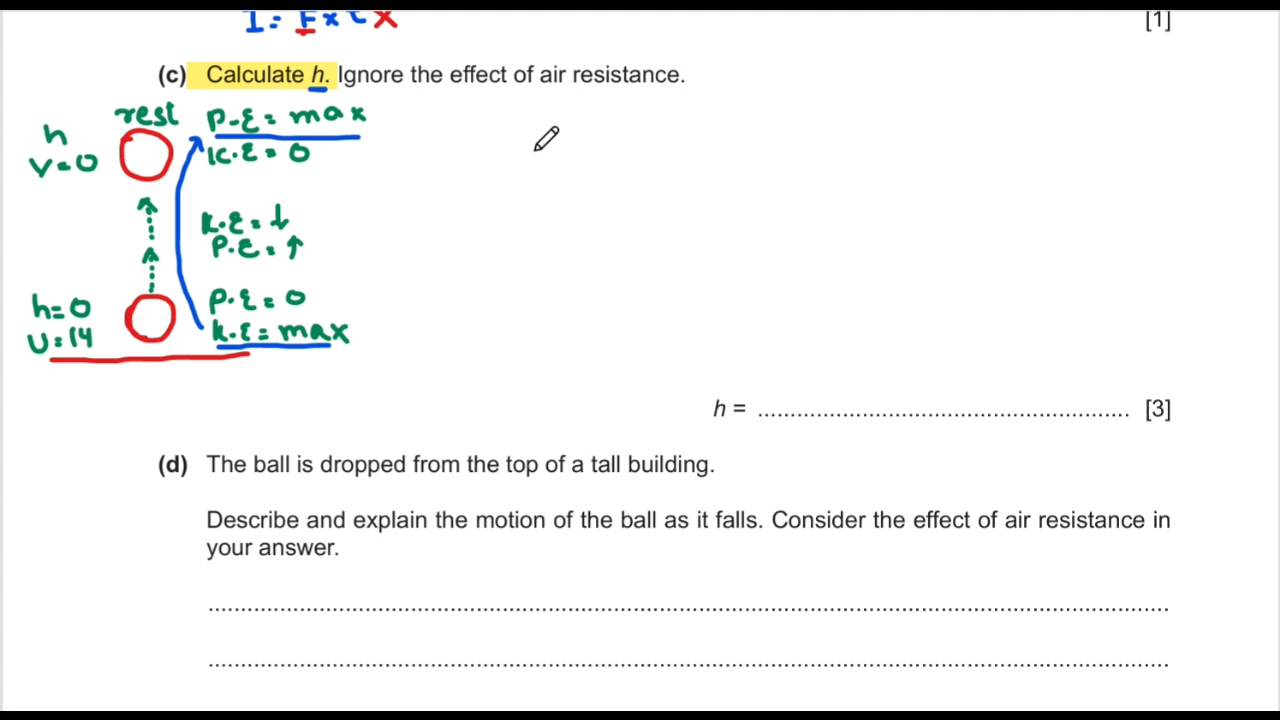 I = F x t x [1]
(c) Calculate h. Ignore the effect of air resistance.
rest P.E = max
h
v=0 K.E = 0
K.E = ↓
P.E = ↑
h=0 P.E = 0
U=14 K.E = max
h = ........................................................ [3]
(d) The ball is dropped from the top of a tall building.
Describe and explain the motion of the ball as it falls. Consider the effect of air resistance in
your answer.